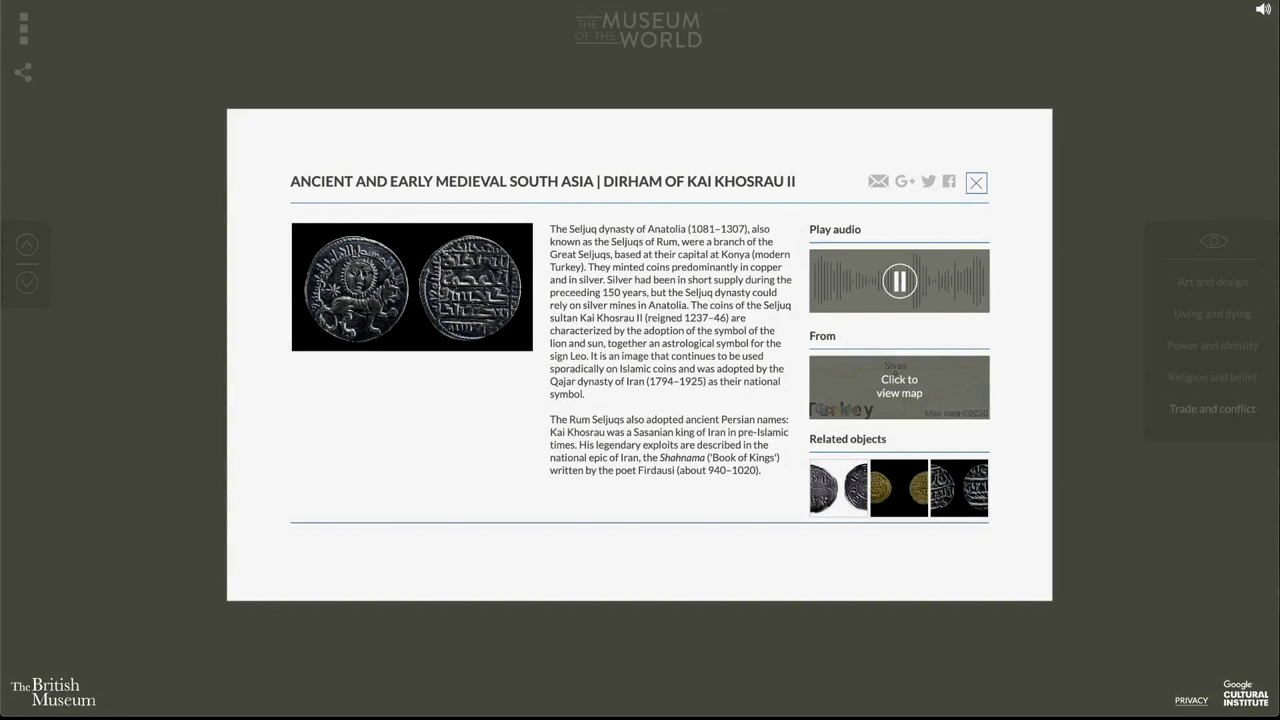 THE MUSEUM
OF THE WORLD
ANCIENT AND EARLY MEDIEVAL SOUTH ASIA | DIRHAM OF KAI KHOSRAU II
The Seljuq dynasty of Anatolia (1081–1307), also
known as the Seljuqs of Rum, were a branch of the
Great Seljuqs, based at their capital at Konya (modern
Turkey). They minted coins predominantly in copper
and in silver. Silver had been in short supply during the
preceeding 150 years, but the Seljuq dynasty could
rely on silver mines in Anatolia. The coins of the Seljuq
sultan Kai Khosrau II (reigned 1237–46) are
characterized by the adoption of the symbol of the
lion and sun, together an astrological symbol for the
sign Leo. It is an image that continues to be used
sporadically on Islamic coins and was adopted by the
Qajar dynasty of Iran (1794–1925) as their national
symbol.
The Rum Seljuqs also adopted ancient Persian names:
Kai Khosrau was a Sasanian king of Iran in pre-Islamic
times. His legendary exploits are described in the
national epic of Iran, the Shahnama ('Book of Kings')
written by the poet Firdausi (about 940–1020).
Play audio
From
Sivas
Click to
view map
Turkey
Map data ©2020
Related objects
Art and design
Living and dying
Power and identity
Religion and belief
Trade and conflict
The British
Museum
PRIVACY
Google
CULTURAL
INSTITUTE